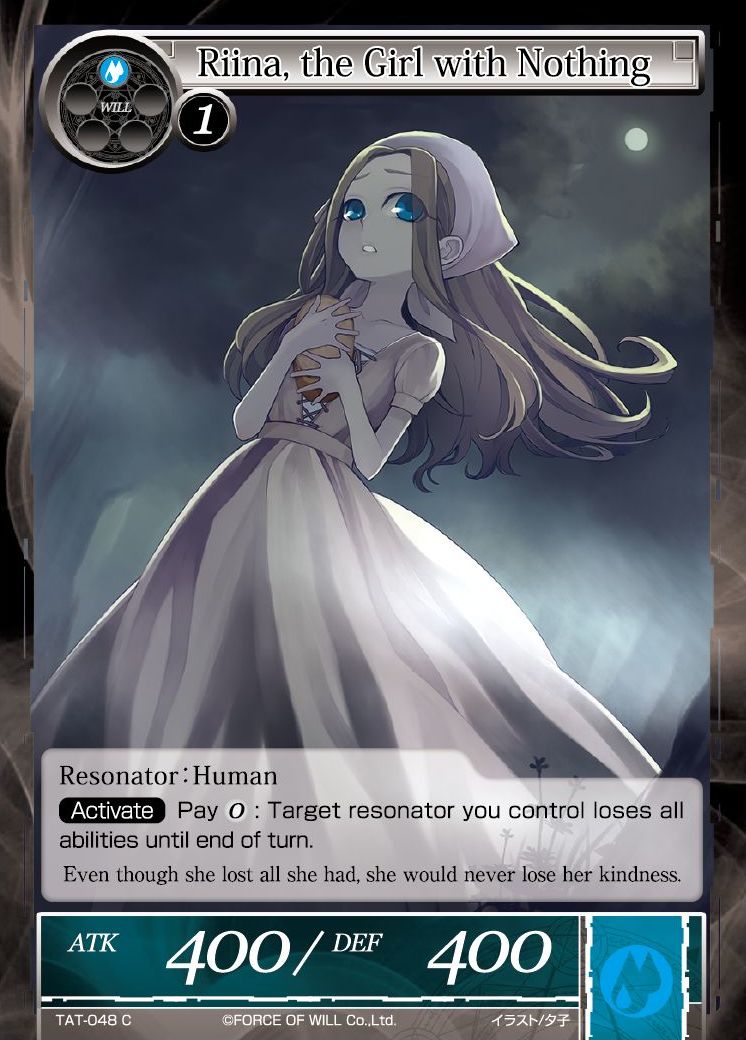 Riina, the Girl with Nothing
WILL
1
Resonator:Human
Activate Pay 0 : Target resonator you control loses all
abilities until end of turn.
Even though she lost all she had, she would never lose her kindness.
ATK 400/ DEF 400
TAT-048 C ©FORCE OF WILL Co.,Ltd. イラスト/タ子